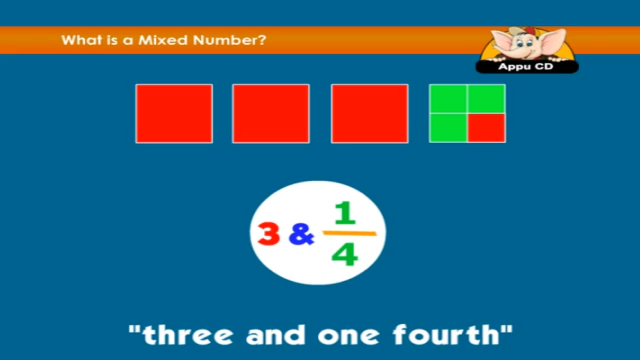 What is a Mixed Number?
Appu CD
3 & 1/4
"three and one fourth"